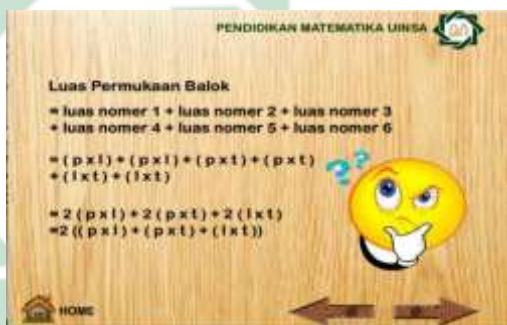 PENDIDIKAN MATEMATIKA UINSA
Luas Permukaan Balok
= luas nomer 1 + luas nomer 2 + luas nomer 3
+ luas nomer 4 + luas nomer 5 + luas nomer 6
= ( p x l ) + ( p x l ) + ( p x t ) + ( p x t )
+ ( l x t ) + ( l x t )
= 2 ( p x l ) + 2 ( p x t ) + 2 ( l x t )
=2 (( p x l ) + ( p x t ) + ( l x t ))
??
HOME